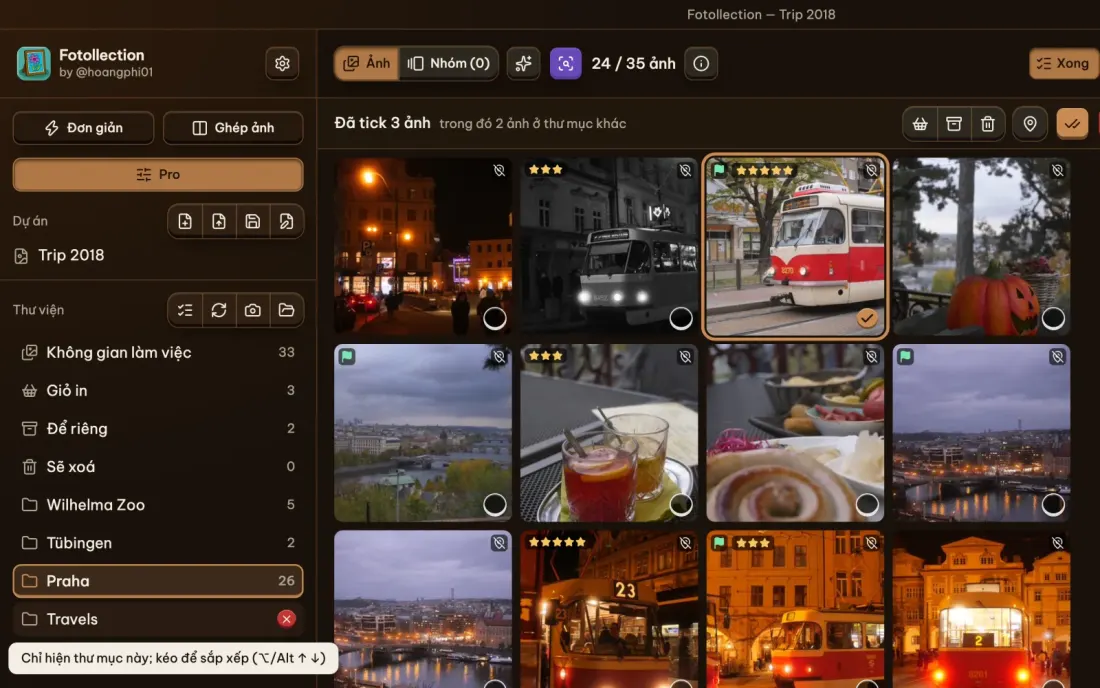 Fotollection — Trip 2018
Fotollection
by @hoangphi01
Ảnh
Nhóm (0)
24 / 35 ảnh
Xong
Đơn giản
Ghép ảnh
Pro
Đã tick 3 ảnh trong đó 2 ảnh ở thư mục khác
Dự án
Trip 2018
Thư viện
Không gian làm việc 33
Giỏ in 3
Để riêng 2
Sẽ xoá 0
Wilhelma Zoo 5
Tübingen 2
Praha 26
Travels
Chỉ hiện thư mục này; kéo để sắp xếp (⌥/Alt ↑ ↓)
23
2